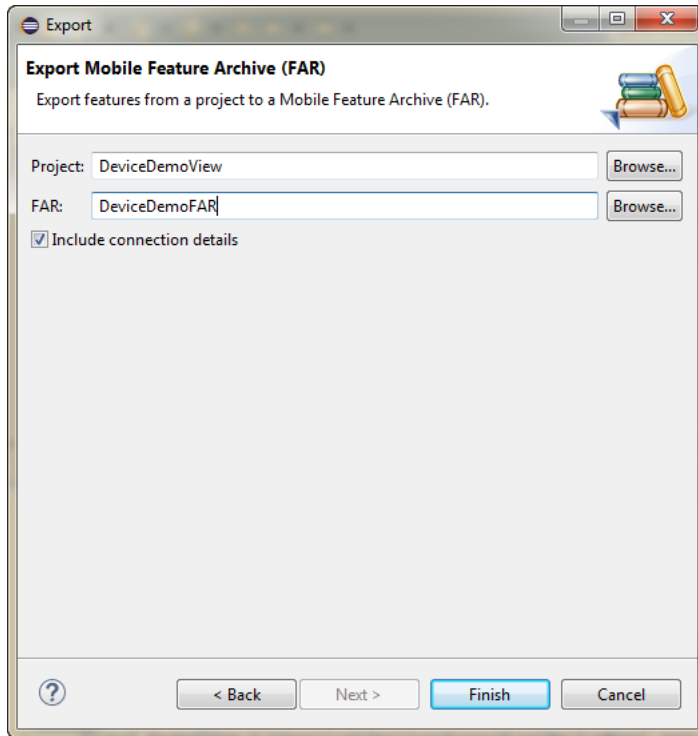 Export
Export Mobile Feature Archive (FAR)
Export features from a project to a Mobile Feature Archive (FAR).
Project: DeviceDemoView Browse...
FAR: DeviceDemoFAR Browse...
Include connection details
? < Back Next > Finish Cancel